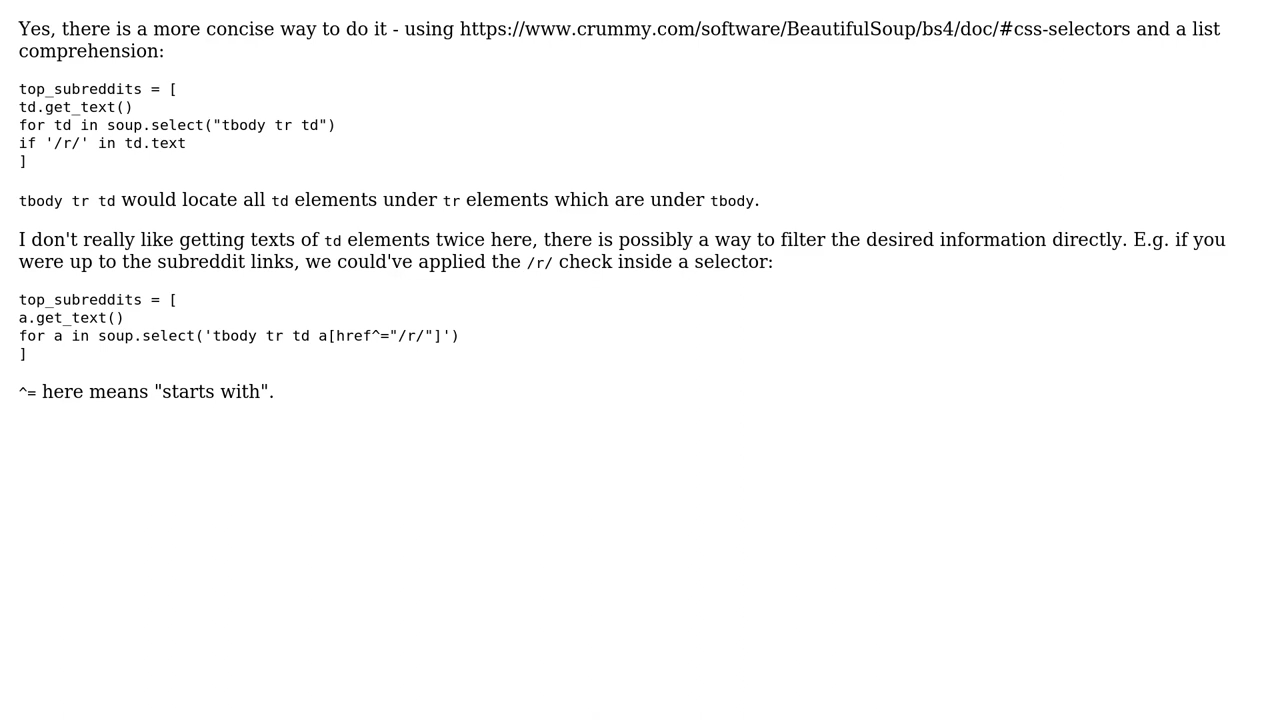 Yes, there is a more concise way to do it - using https://www.crummy.com/software/BeautifulSoup/bs4/doc/#css-selectors and a list
comprehension:
top_subreddits = [
td.get_text()
for td in soup.select("tbody tr td")
if '/r/' in td.text
]
tbody tr td would locate all td elements under tr elements which are under tbody.
I don't really like getting texts of td elements twice here, there is possibly a way to filter the desired information directly. E.g. if you
were up to the subreddit links, we could've applied the /r/ check inside a selector:
top_subreddits = [
a.get_text()
for a in soup.select('tbody tr td a[href^="/r/"]')
]
^= here means "starts with".